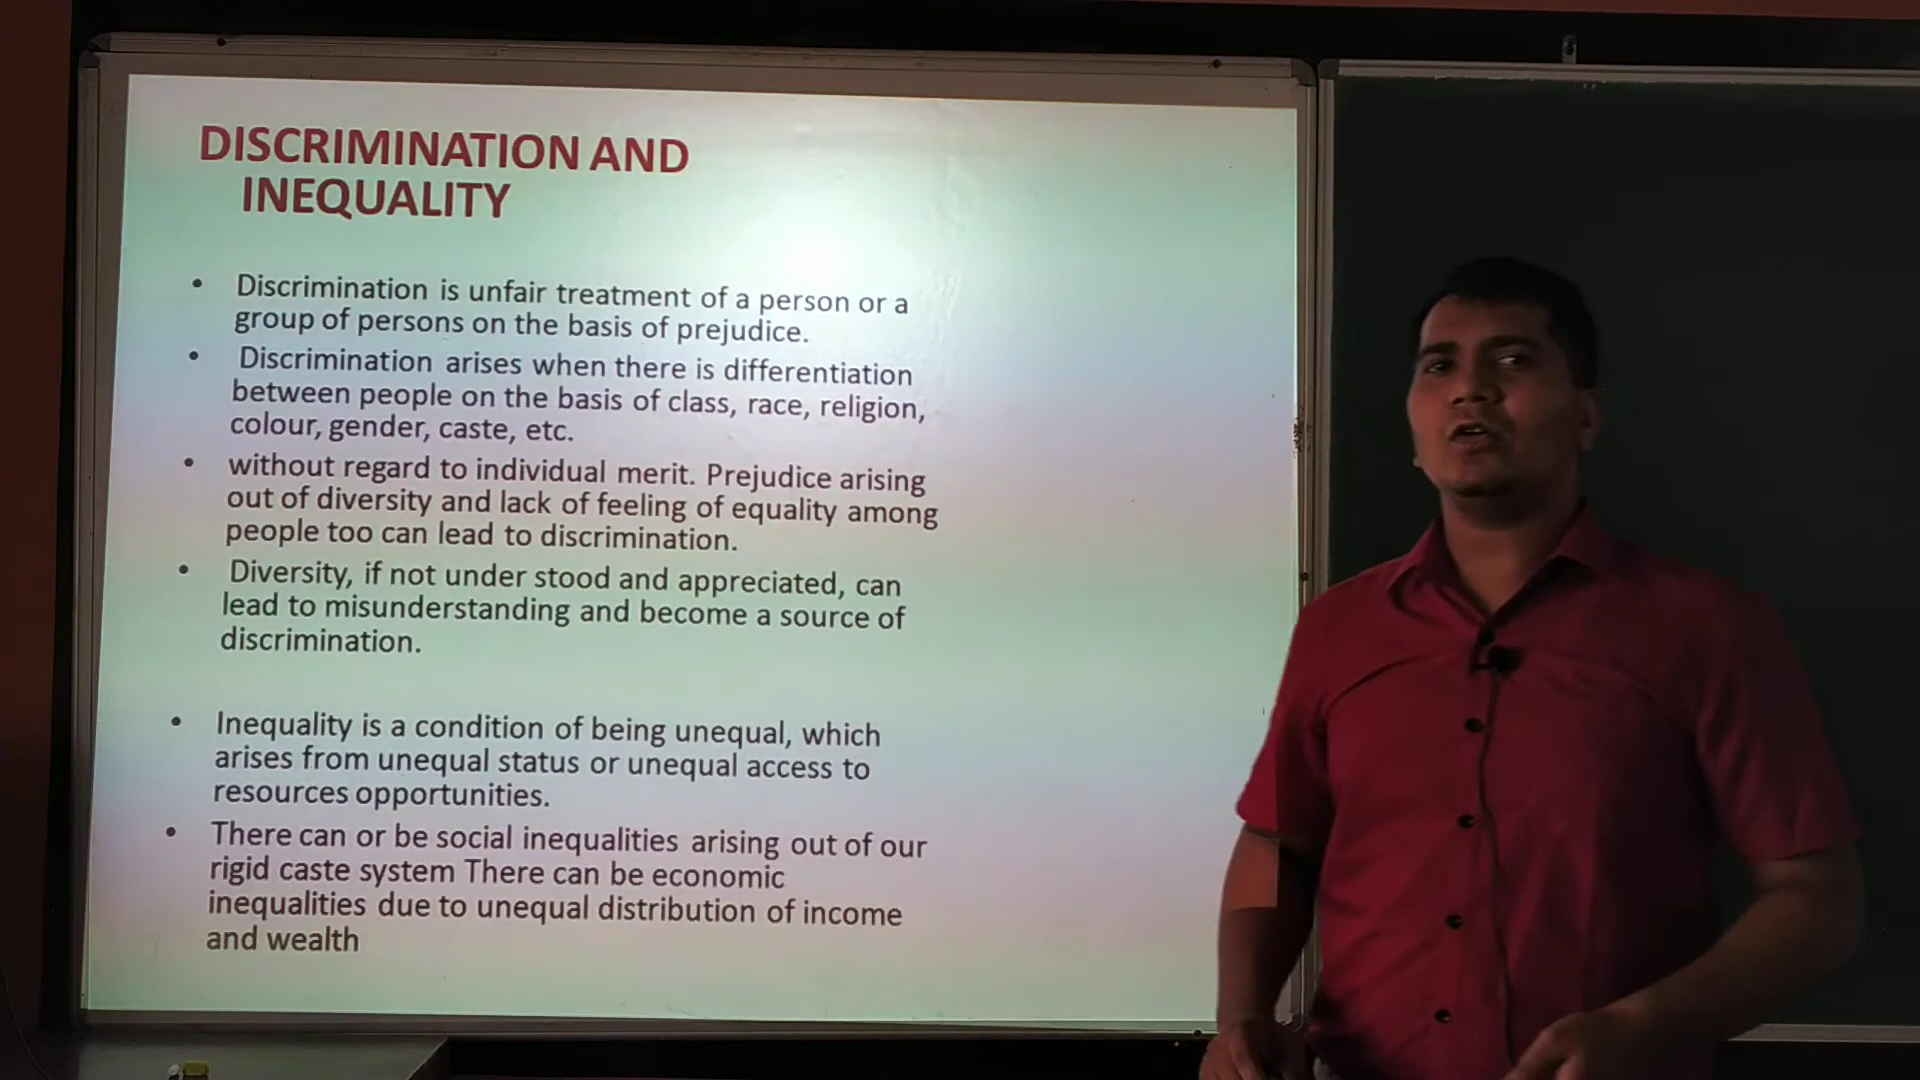 DISCRIMINATION AND
INEQUALITY
• Discrimination is unfair treatment of a person or a
group of persons on the basis of prejudice.
• Discrimination arises when there is differentiation
between people on the basis of class, race, religion,
colour, gender, caste, etc.
• without regard to individual merit. Prejudice arising
out of diversity and lack of feeling of equality among
people too can lead to discrimination.
• Diversity, if not under stood and appreciated, can
lead to misunderstanding and become a source of
discrimination.
• Inequality is a condition of being unequal, which
arises from unequal status or unequal access to
resources opportunities.
• There can or be social inequalities arising out of our
rigid caste system There can be economic
inequalities due to unequal distribution of income
and wealth